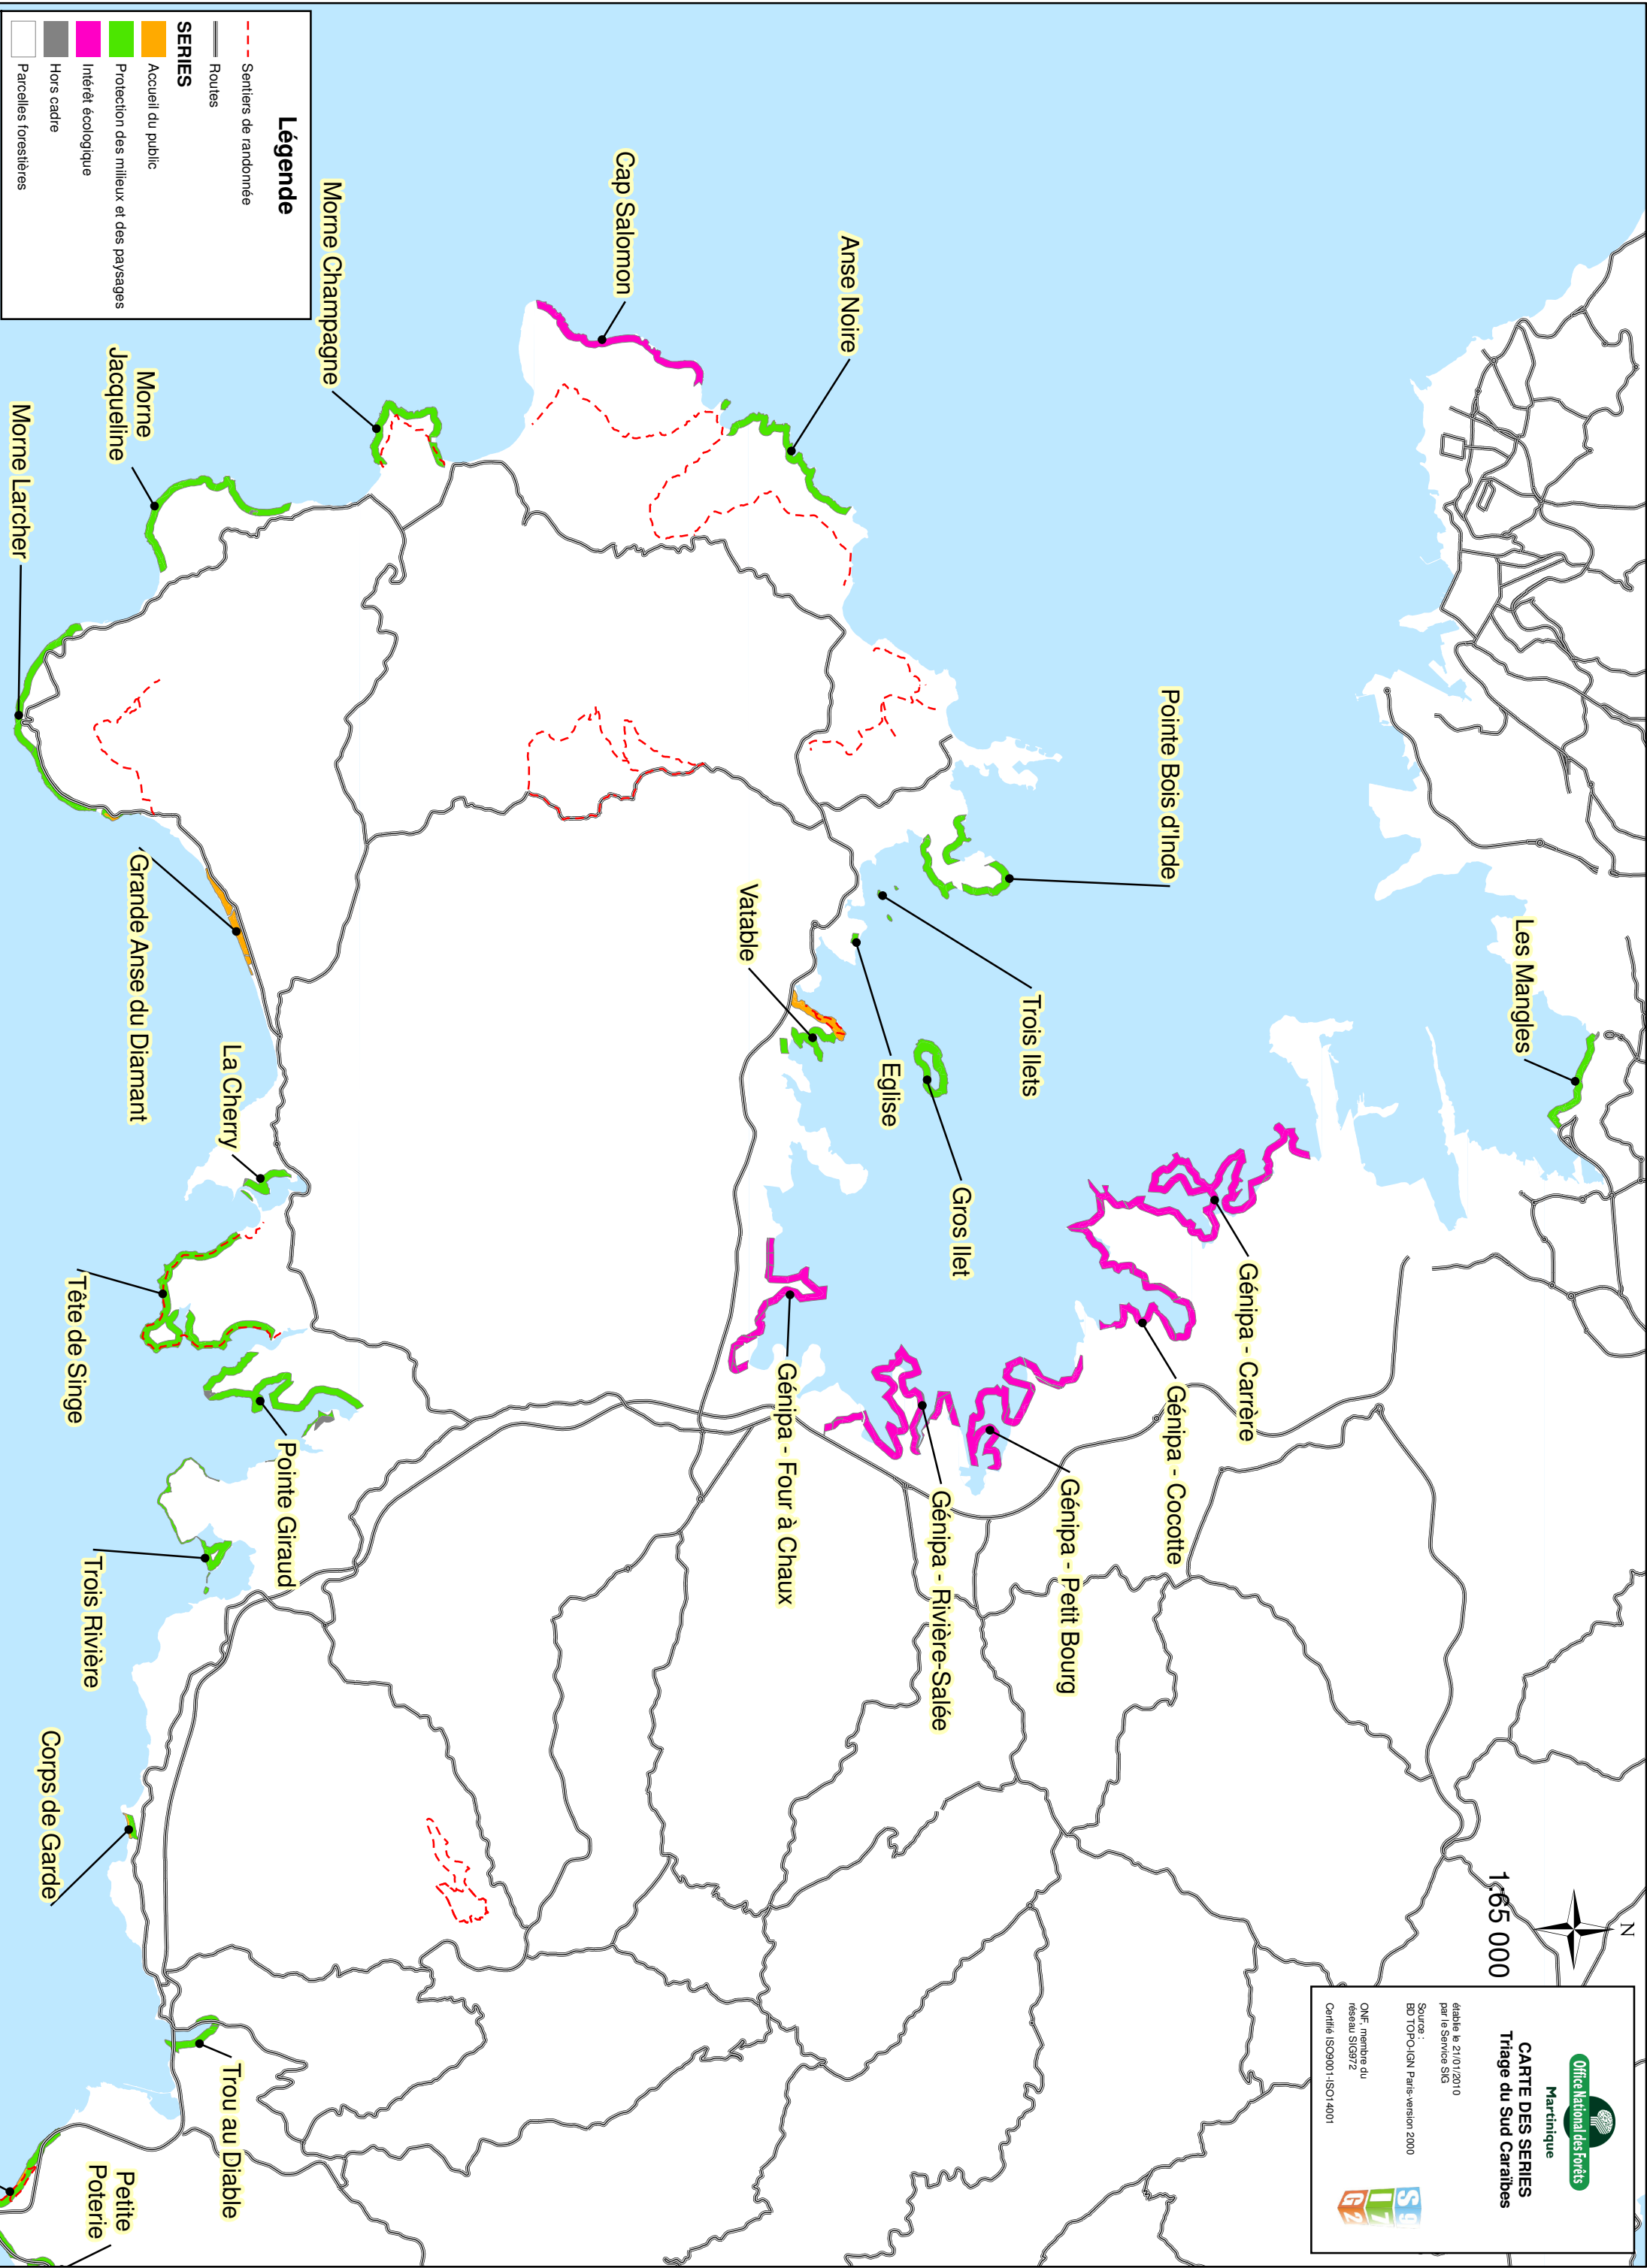 N
1:65 000
Office National des Forêts
Martinique
CARTE DES SERIES
Triage du Sud Caraïbes
établie le 21/01/2010
par le Service SIG
Source :
BD TOPO-IGN Paris-version 2000
ONF, membre du
réseau SIG972
Certifié ISO9001-ISO14001
Les Mangles
Pointe Bois d'Inde
Trois Ilets
Eglise
Gros Ilet
Vatable
Génipa - Carrère
Génipa - Cocotte
Génipa - Petit Bourg
Génipa - Rivière-Salée
Génipa - Four à Chaux
Anse Noire
Cap Salomon
Morne Champagne
Morne
Jacqueline
Morne Larcher
Grande Anse du Diamant
La Cherry
Tête de Singe
Pointe Giraud
Trois Rivière
Corps de Garde
Trou au Diable
Petite
Poterie
Légende
Sentiers de randonnée
Routes
SERIES
Accueil du public
Protection des milieux et des paysages
Intérêt écologique
Hors cadre
Parcelles forestières